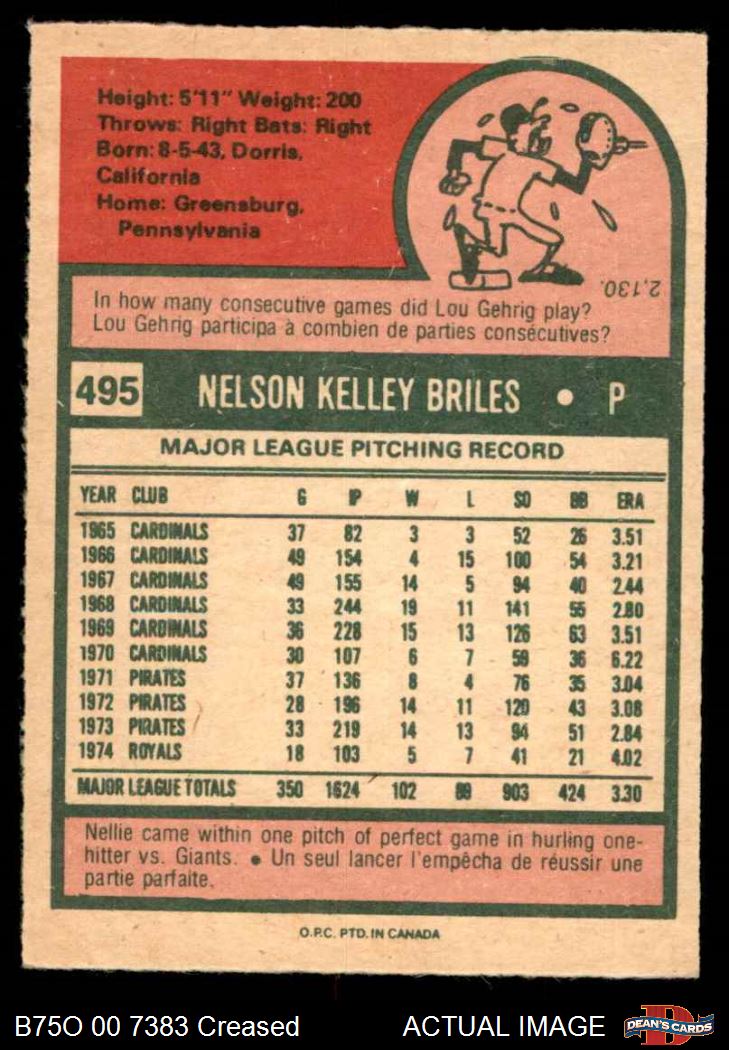 Height: 5'11" Weight: 200
Throws: Right Bats: Right
Born: 8-5-43, Dorris,
California
Home: Greensburg,
Pennsylvania
2,130.
In how many consecutive games did Lou Gehrig play?
Lou Gehrig participa à combien de parties consécutives?
495 NELSON KELLEY BRILES • P
MAJOR LEAGUE PITCHING RECORD
YEAR CLUB G IP W L SO BB ERA
1965 CARDINALS 37 82 3 3 52 26 3.51
1966 CARDINALS 49 154 4 15 100 54 3.21
1967 CARDINALS 49 155 14 5 94 40 2.44
1968 CARDINALS 33 244 19 11 141 55 2.80
1969 CARDINALS 36 228 15 13 126 63 3.51
1970 CARDINALS 30 107 6 7 59 36 6.22
1971 PIRATES 37 136 8 4 76 35 3.04
1972 PIRATES 28 196 14 11 120 43 3.08
1973 PIRATES 33 219 14 13 94 51 2.84
1974 ROYALS 18 103 5 7 41 21 4.02
MAJOR LEAGUE TOTALS 350 1624 102 89 903 424 3.30
Nellie came within one pitch of perfect game in hurling one-
hitter vs. Giants. • Un seul lancer l'empêcha de réussir une
partie parfaite.
O.P.C. PTD. IN CANADA
B75O 00 7383 Creased ACTUAL IMAGE
DEAN'S CARDS